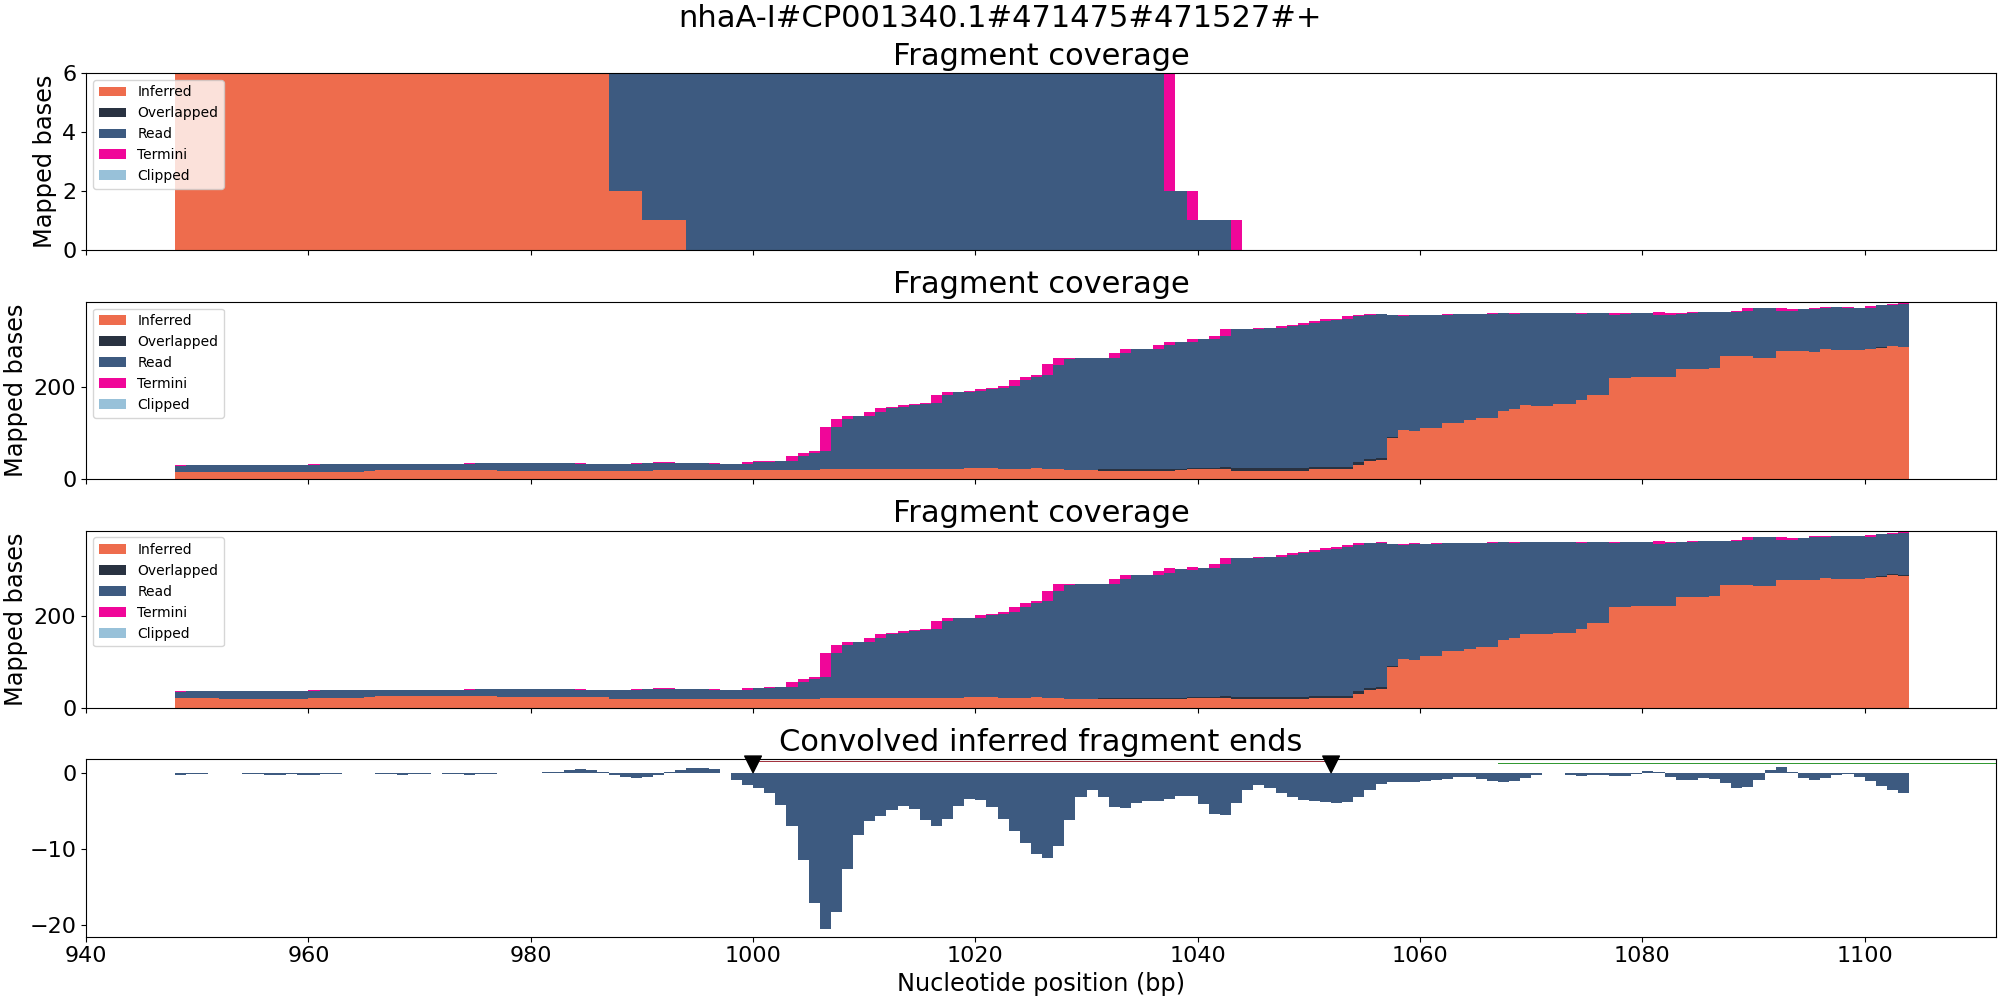 nhaA-I#CP001340.1#471475#471527#+
Fragment coverage
Mapped bases
6
4
2
0
Inferred
Overlapped
Read
Termini
Clipped
Fragment coverage
Mapped bases
200
0
Inferred
Overlapped
Read
Termini
Clipped
Fragment coverage
Mapped bases
200
0
Inferred
Overlapped
Read
Termini
Clipped
Convolved inferred fragment ends
0
−10
−20
940 960 980 1000 1020 1040 1060 1080 1100
Nucleotide position (bp)